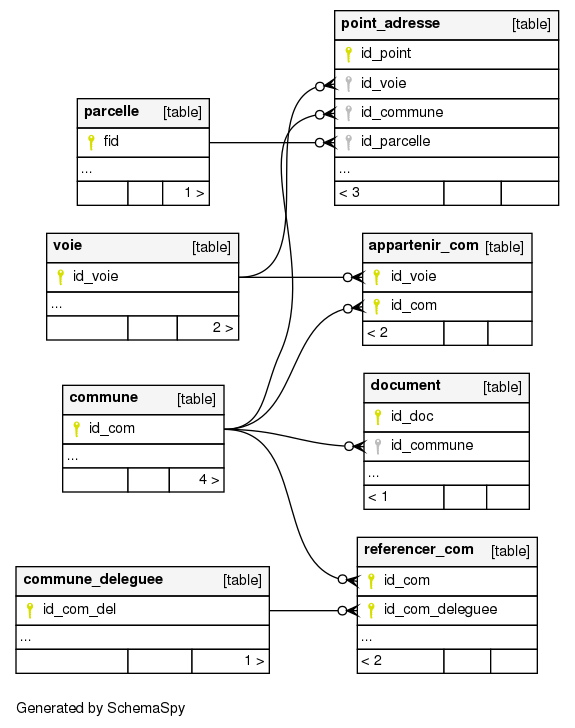 point_adresse [table]
id_point
id_voie
id_commune
id_parcelle
...
< 3
parcelle [table]
fid
...
1 >
voie [table]
id_voie
...
2 >
appartenir_com [table]
id_voie
id_com
< 2
commune [table]
id_com
...
4 >
document [table]
id_doc
id_commune
...
< 1
referencer_com [table]
id_com
id_com_deleguee
...
< 2
commune_deleguee [table]
id_com_del
...
1 >
Generated by SchemaSpy